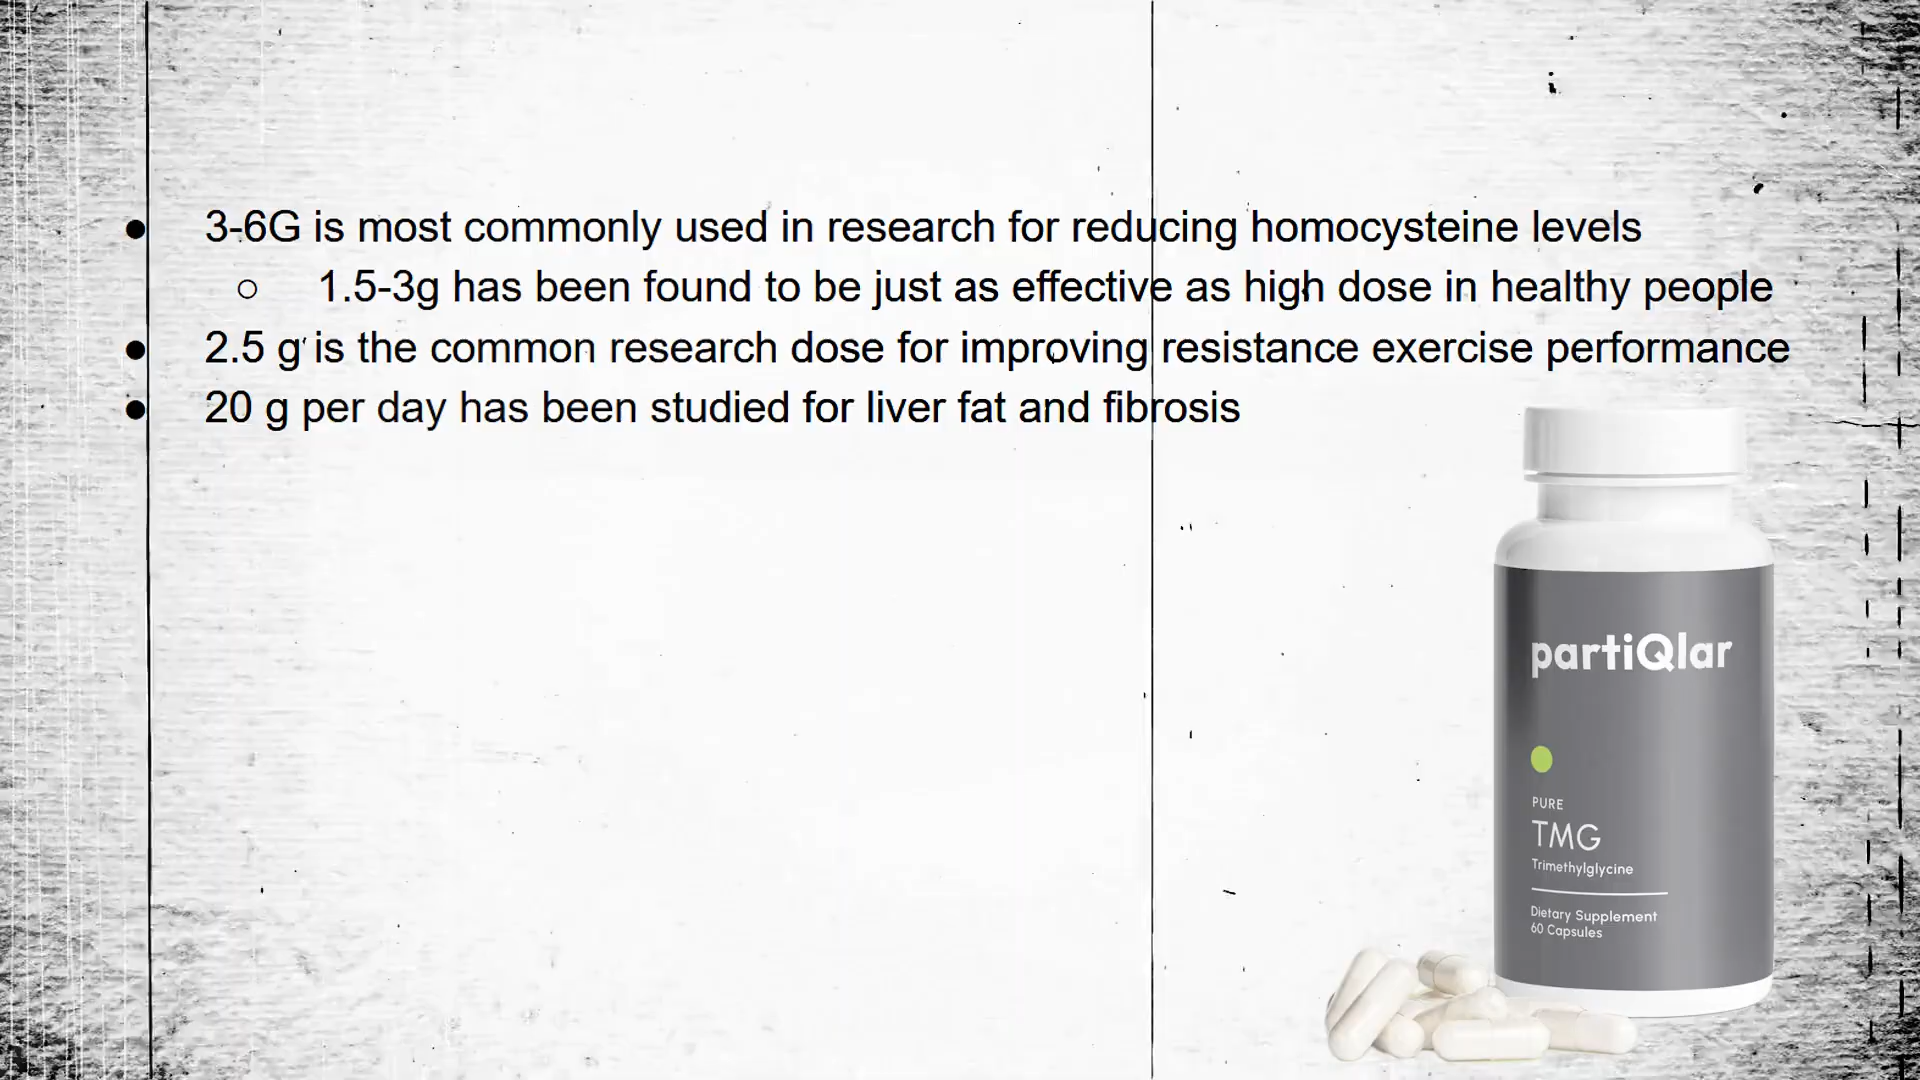 ● 3-6G is most commonly used in research for reducing homocysteine levels
○ 1.5-3g has been found to be just as effective as high dose in healthy people
● 2.5 g is the common research dose for improving resistance exercise performance
● 20 g per day has been studied for liver fat and fibrosis
partiQlar
PURE
TMG
Trimethylglycine
Dietary Supplement
60 Capsules